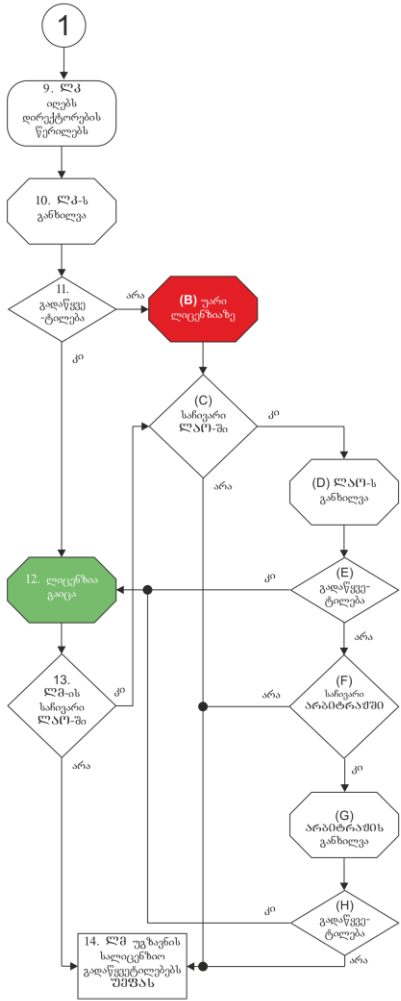 1
9. ᲚᲙ
იღებს
დირექტორების
წერილებს
10. ᲚᲙ-ს
განხილვა
11.
გადაწყვე
-ტილება
არა
(B) უარი
ლიცენზიაზე
კი
(C)
საჩივარი
ᲚᲐᲝ-ში
კი
არა
(D) ᲚᲐᲝ-ს
განხილვა
12. ლიცენზია
გაიცა
კი
(E)
გადაწყვე-
ტილება
არა
13.
ᲚᲛ-ის
საჩივარი
ᲚᲐᲝ-ში
კი
არა
არა
(F)
საჩივარი
ᲐᲠᲑᲘᲢᲠᲐᲟში
კი
(G)
ᲐᲠᲑᲘᲢᲠᲐᲟᲘს
განხილვა
კი
(H)
გადაწყვე-
ტილება
არა
14. ᲚᲛ უგზავნის
სალიცენზიო
გადაწყვეტილებებს
ᲣᲔᲤᲐᲡ